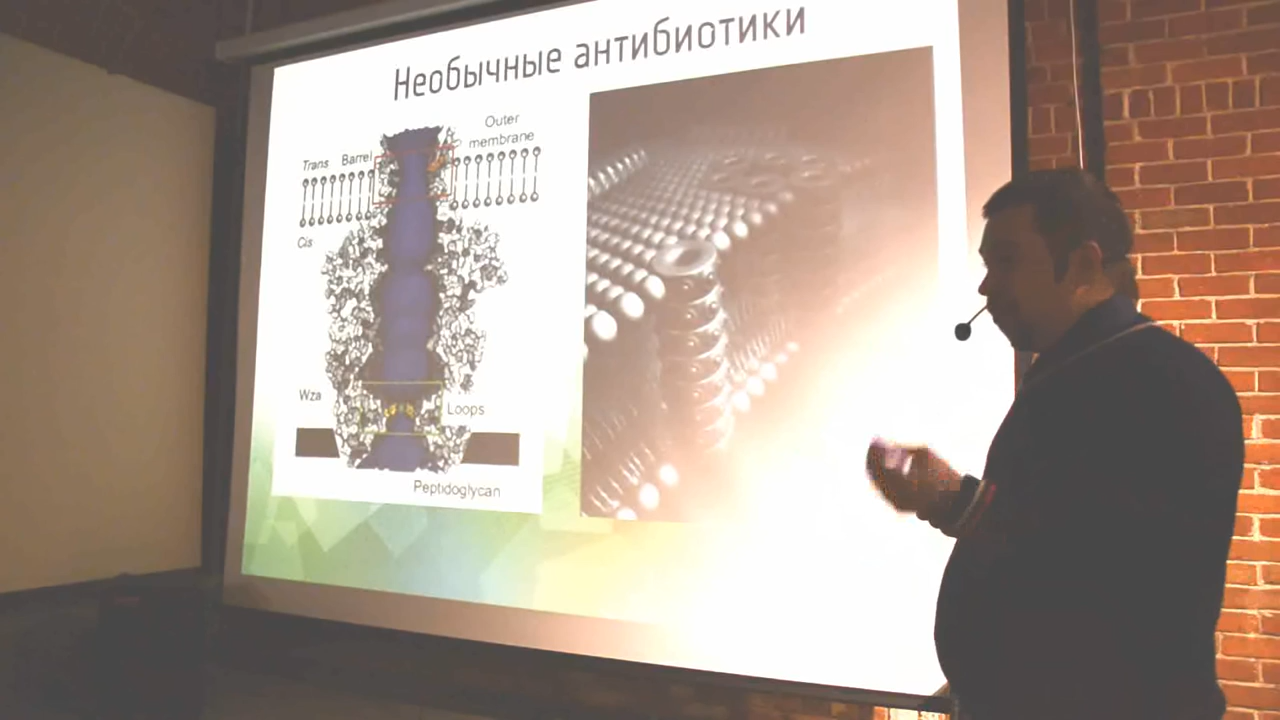 Необычные антибиотики
Outer
membrane
Trans Barrel
Cis
Wza
Loops
Peptidoglycan